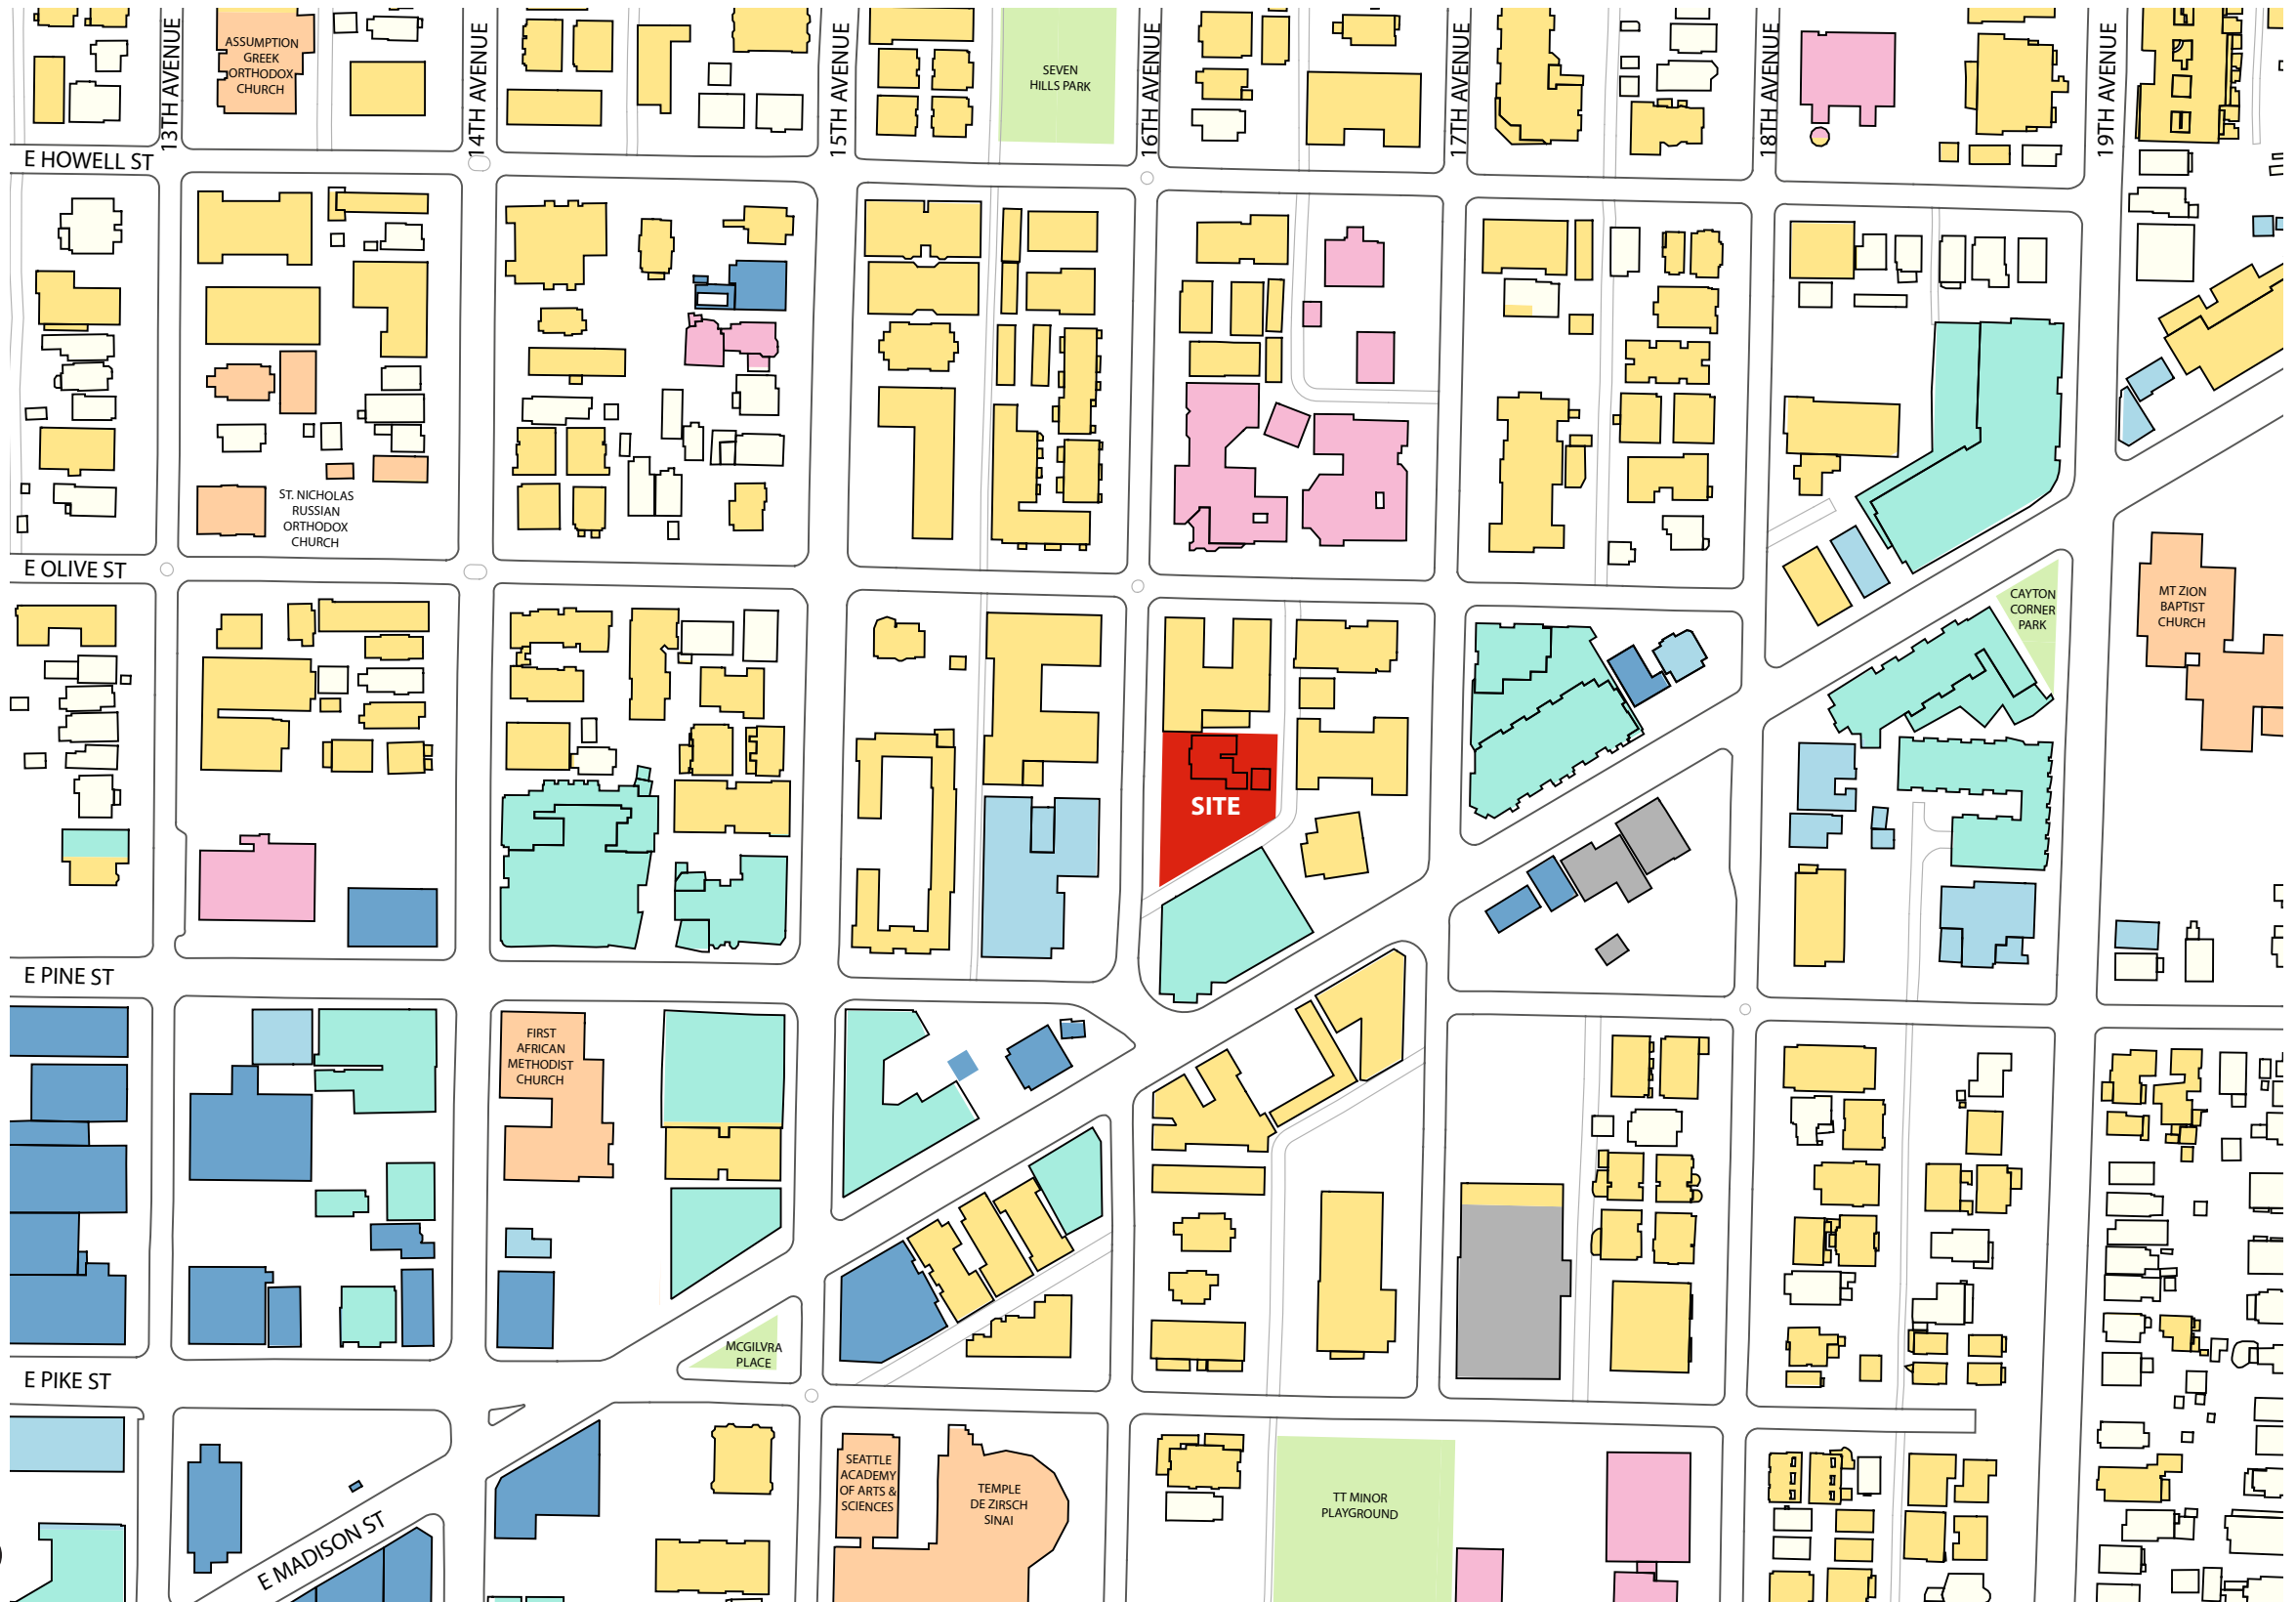 13TH AVENUE
14TH AVENUE
15TH AVENUE
16TH AVENUE
17TH AVENUE
18TH AVENUE
19TH AVENUE
ASSUMPTION
GREEK
ORTHODOX
CHURCH
SEVEN
HILLS PARK
E HOWELL ST
ST. NICHOLAS
RUSSIAN
ORTHODOX
CHURCH
E OLIVE ST
CAYTON
CORNER
PARK
MT ZION
BAPTIST
CHURCH
SITE
E PINE ST
FIRST
AFRICAN
METHODIST
CHURCH
MCGILVRA
PLACE
E PIKE ST
SEATTLE
ACADEMY
OF ARTS &
SCIENCES
TEMPLE
DE ZIRSCH
SINAI
TT MINOR
PLAYGROUND
E MADISON ST